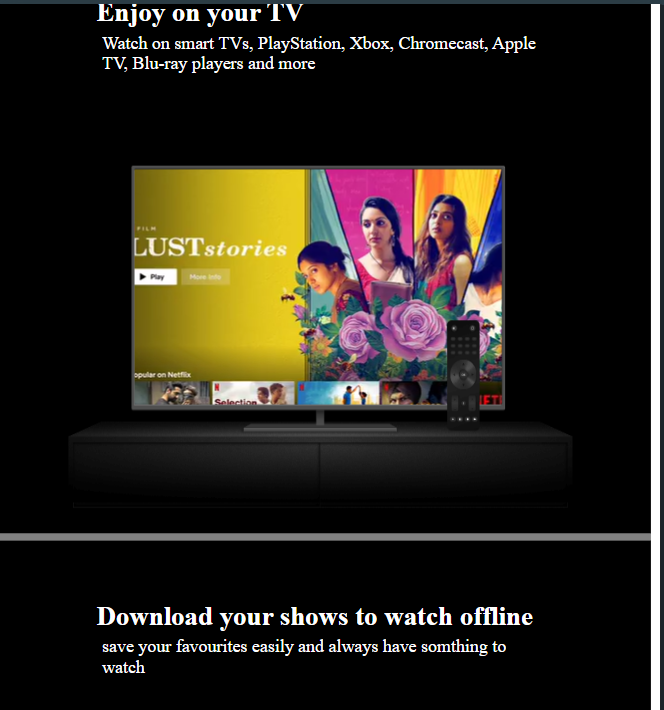 Enjoy on your TV
Watch on smart TVs, PlayStation, Xbox, Chromecast, Apple
TV, Blu-ray players and more
FILM
LUST stories
Play
More Info
opular on Netflix
Selection
Download your shows to watch offline
save your favourites easily and always have somthing to
watch